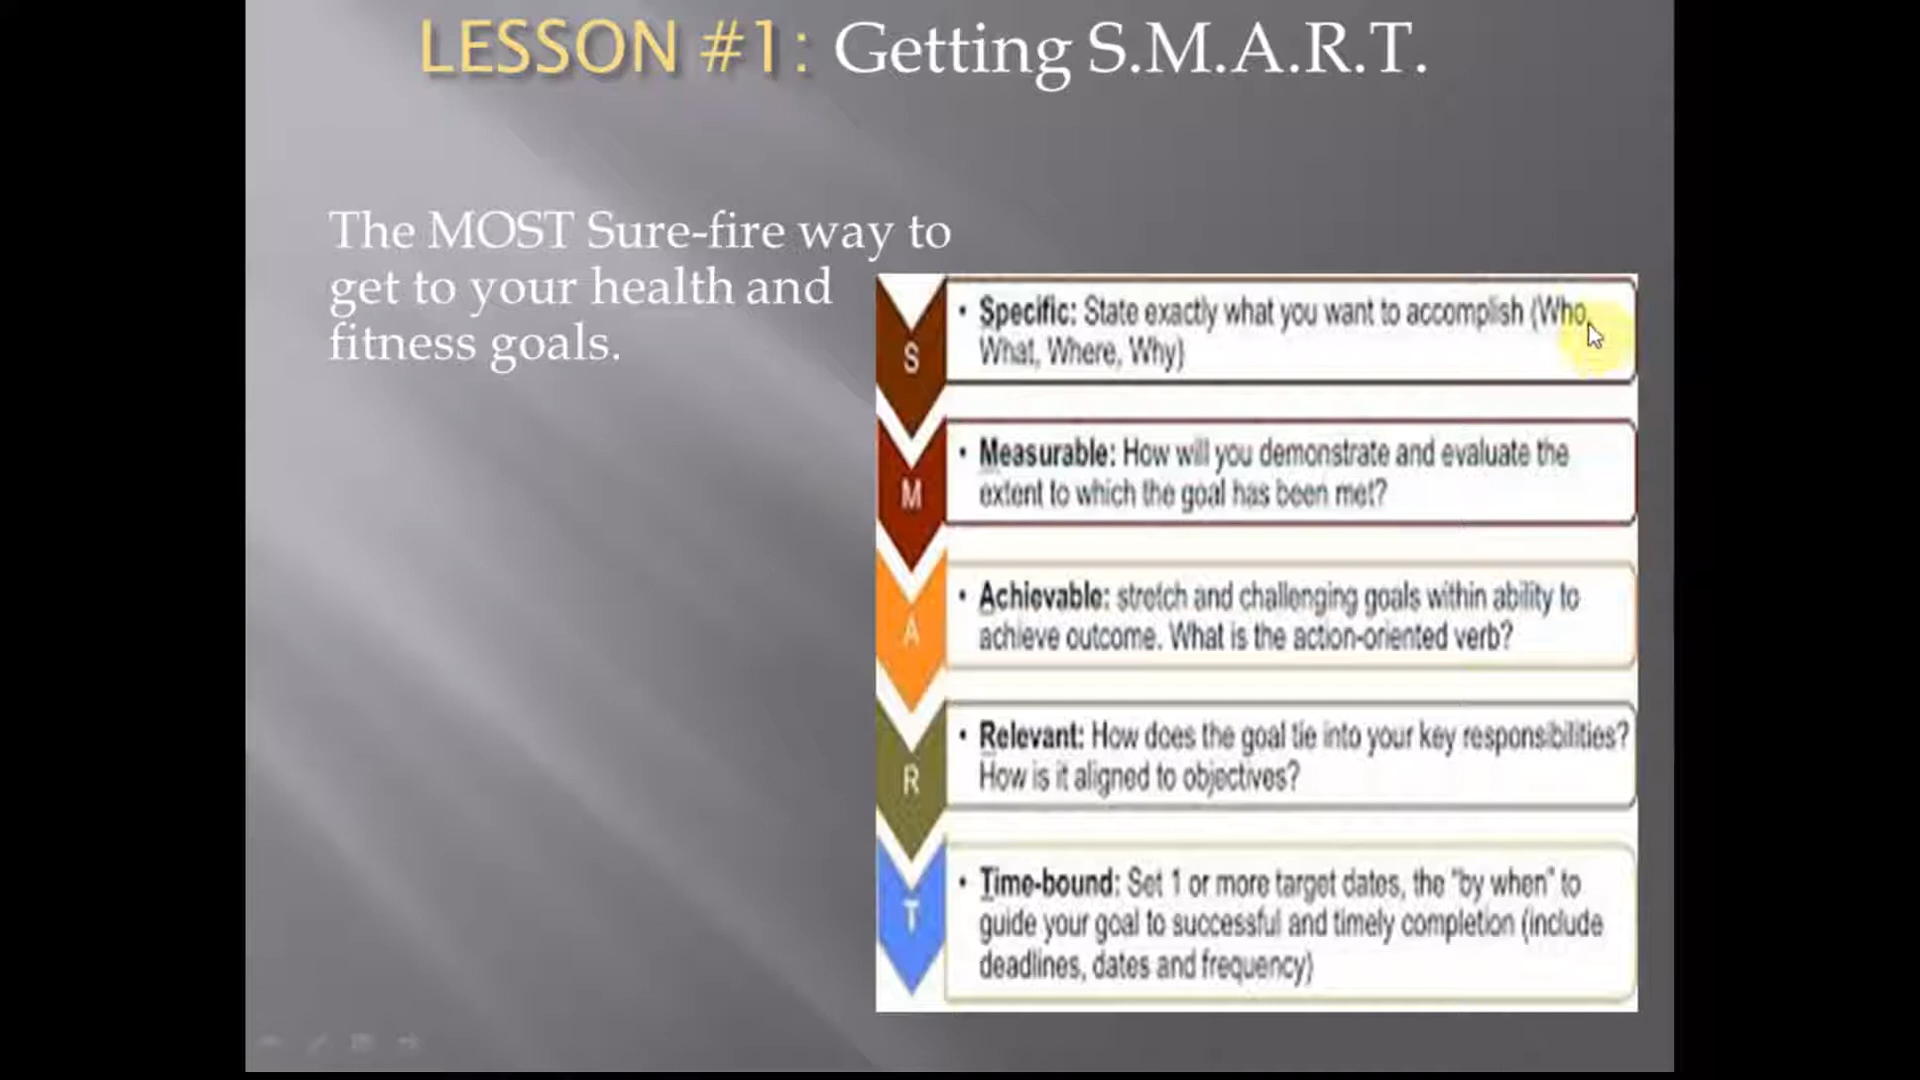 LESSON #1: Getting S.M.A.R.T.
The MOST Sure-fire way to
get to your health and
fitness goals.
S
• Specific: State exactly what you want to accomplish (Who,
What, Where, Why)
M
• Measurable: How will you demonstrate and evaluate the
extent to which the goal has been met?
A
• Achievable: stretch and challenging goals within ability to
achieve outcome. What is the action-oriented verb?
R
• Relevant: How does the goal tie into your key responsibilities?
How is it aligned to objectives?
T
• Time-bound: Set 1 or more target dates, the "by when" to
guide your goal to successful and timely completion (include
deadlines, dates and frequency)